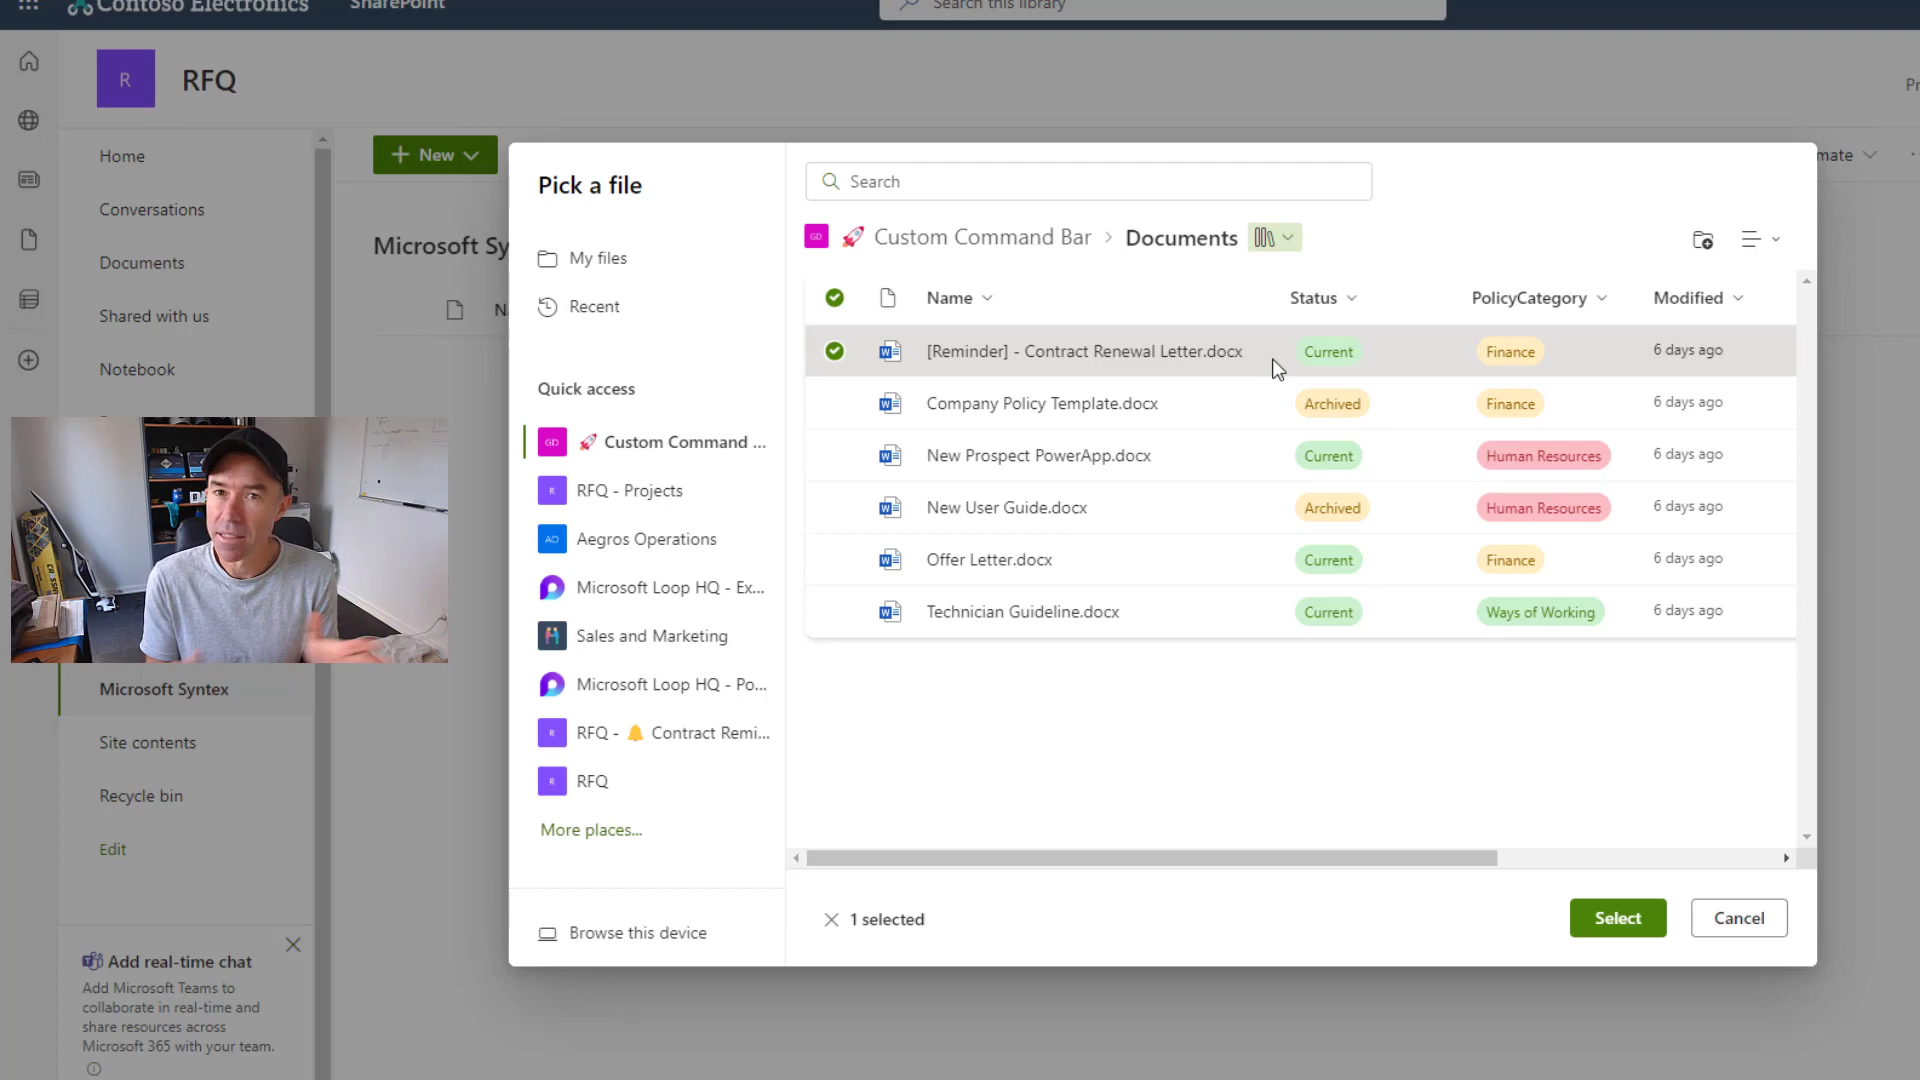 Contoso Electronics
SharePoint
Search this library
R
RFQ
Home
Conversations
Documents
Shared with us
Notebook
Microsoft Syntex
Site contents
Recycle bin
Edit
Add real-time chat
Add Microsoft Teams to
collaborate in real-time and
share resources across
Microsoft 365 with your team.
New
Microsoft Sy
Pick a file
My files
Recent
Quick access
GD 🚀 Custom Command ...
R RFQ - Projects
AO Aegros Operations
Microsoft Loop HQ - Ex...
Sales and Marketing
Microsoft Loop HQ - Po...
R RFQ - 🔔 Contract Remi...
R RFQ
More places...
Browse this device
Search
GD 🚀 Custom Command Bar > Documents
Name Status PolicyCategory Modified
[Reminder] - Contract Renewal Letter.docx Current Finance 6 days ago
Company Policy Template.docx Archived Finance 6 days ago
New Prospect PowerApp.docx Current Human Resources 6 days ago
New User Guide.docx Archived Human Resources 6 days ago
Offer Letter.docx Current Finance 6 days ago
Technician Guideline.docx Current Ways of Working 6 days ago
1 selected
Select
Cancel
mate